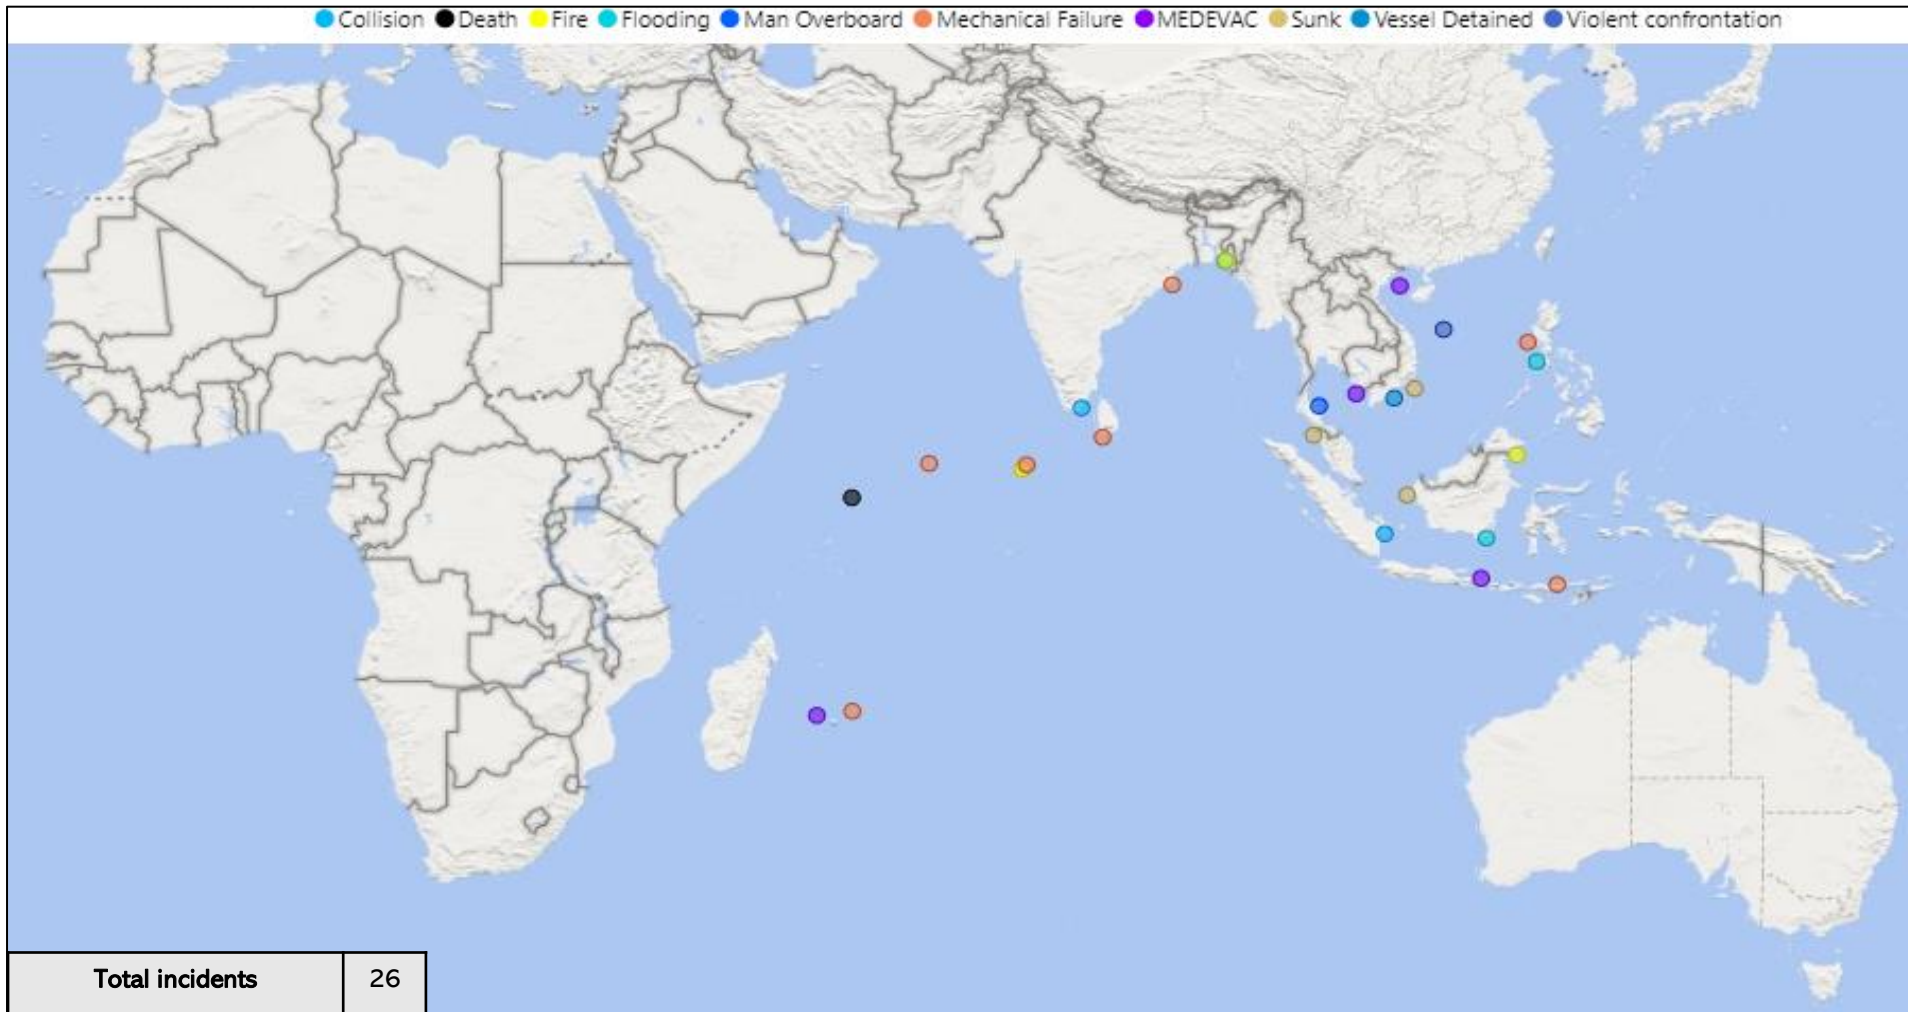 Collision Death Fire Flooding Man Overboard Mechanical Failure MEDEVAC Sunk Vessel Detained Violent confrontation
Total incidents 26